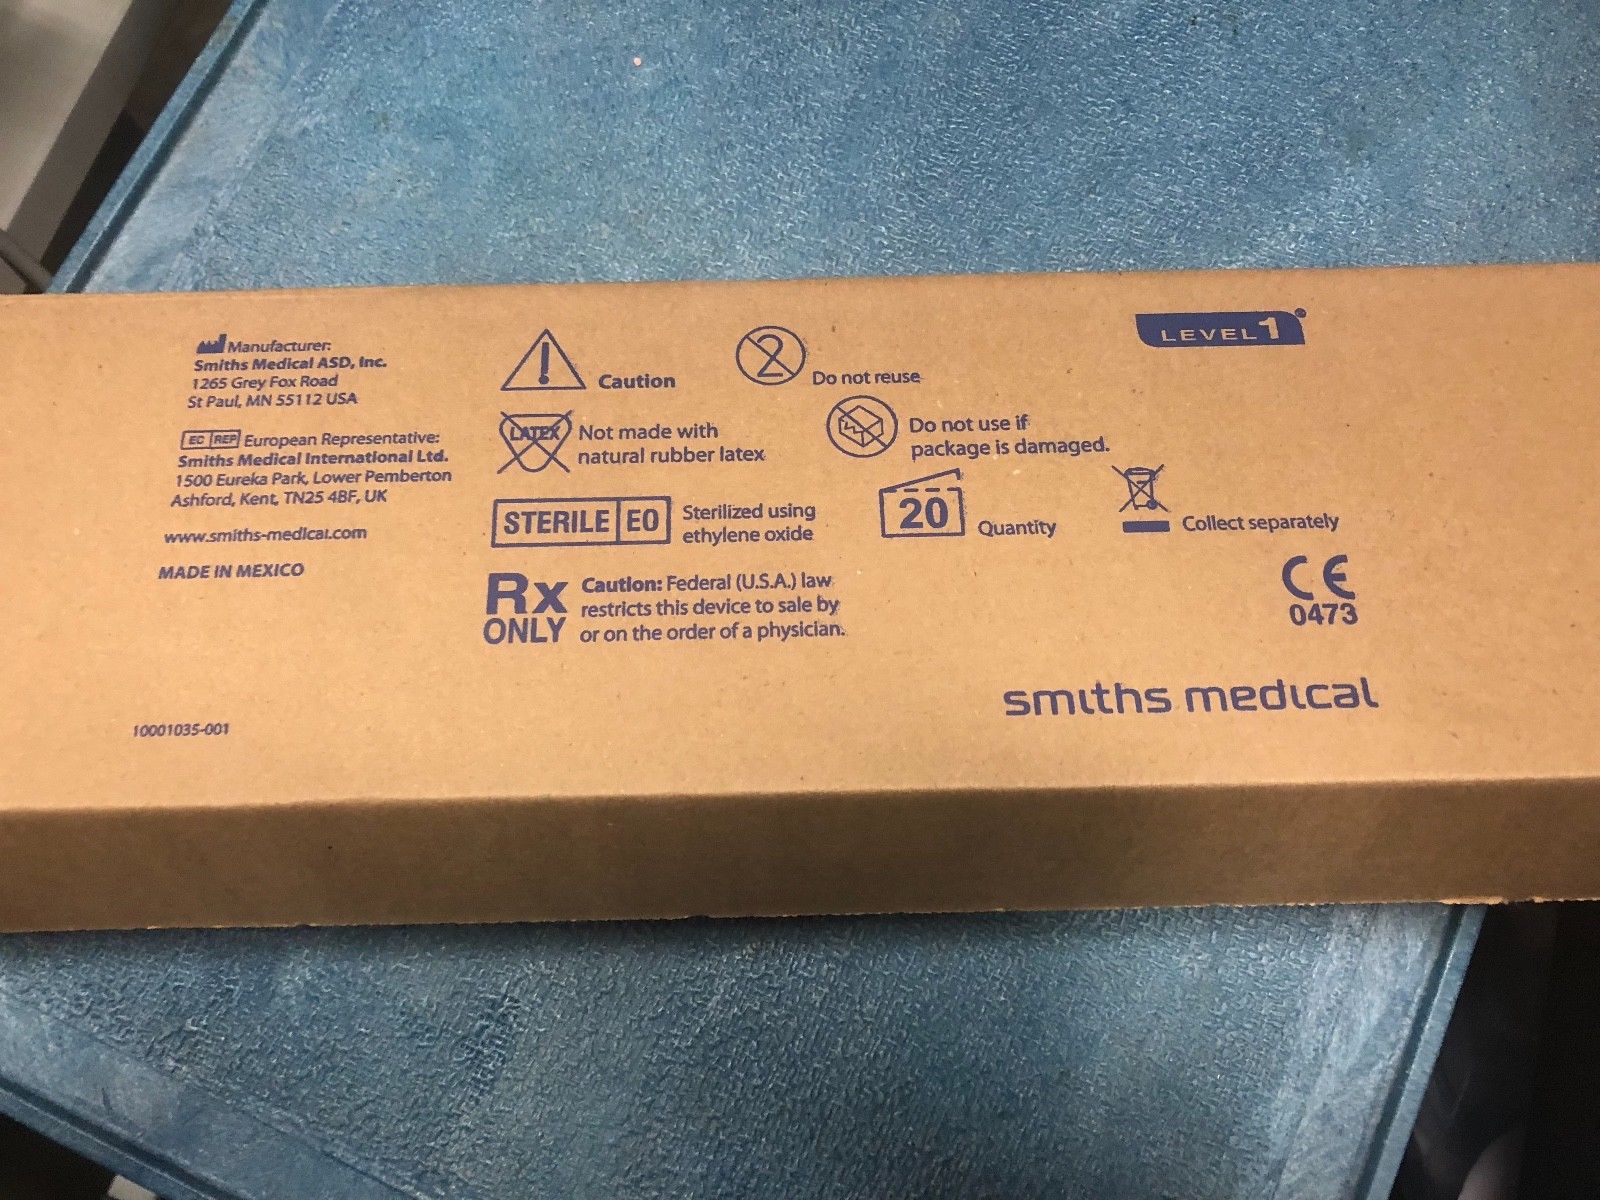 Manufacturer:
Smiths Medical ASD, Inc.
1265 Grey Fox Road
St Paul, MN 55112 USA
EC REP European Representative:
Smiths Medical International Ltd.
1500 Eureka Park, Lower Pemberton
Ashford, Kent, TN25 4BF, UK
www.smiths-medical.com
MADE IN MEXICO
10001035-001
Caution
2 Do not reuse
LATEX Not made with
natural rubber latex
Do not use if
package is damaged.
STERILE EO Sterilized using
ethylene oxide
20 Quantity
Collect separately
Rx ONLY
Caution: Federal (U.S.A.) law
restricts this device to sale by
or on the order of a physician.
LEVEL 1®
CE
0473
smiths medical